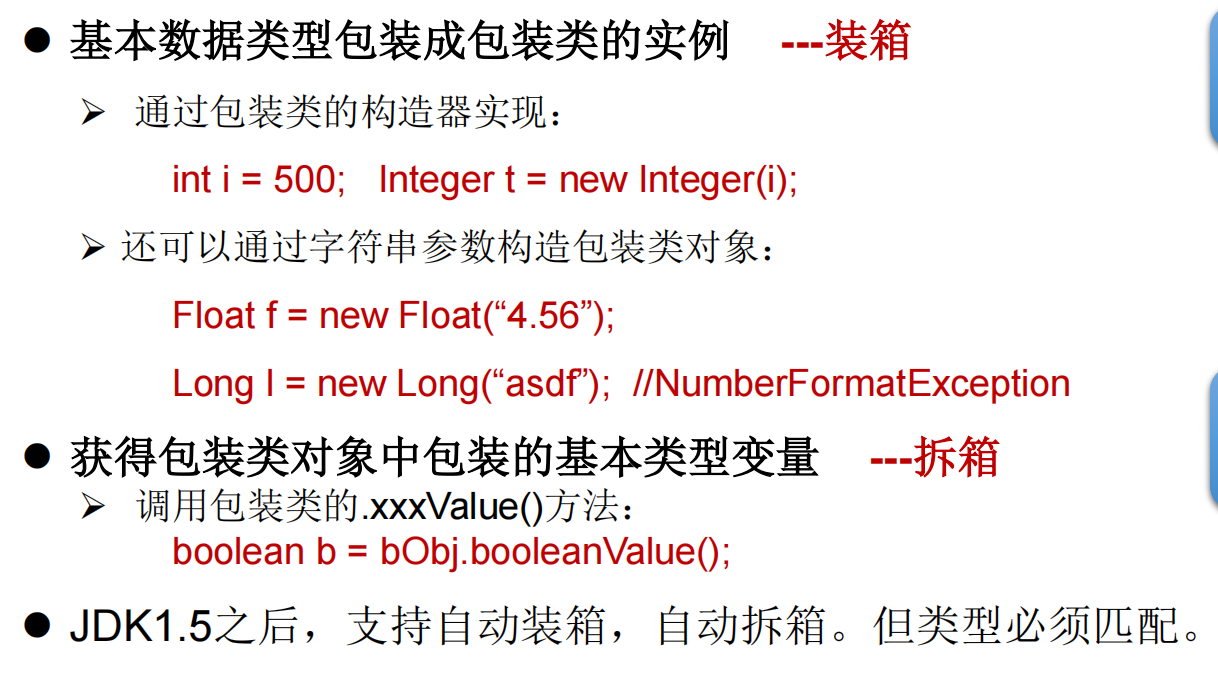 ● 基本数据类型包装成包装类的实例 ---装箱
➢ 通过包装类的构造器实现：
int i = 500; Integer t = new Integer(i);
➢ 还可以通过字符串参数构造包装类对象：
Float f = new Float(“4.56”);
Long l = new Long(“asdf”); //NumberFormatException
● 获得包装类对象中包装的基本类型变量 ---拆箱
➢ 调用包装类的.xxxValue()方法：
boolean b = bObj.booleanValue();
● JDK1.5之后，支持自动装箱，自动拆箱。但类型必须匹配。